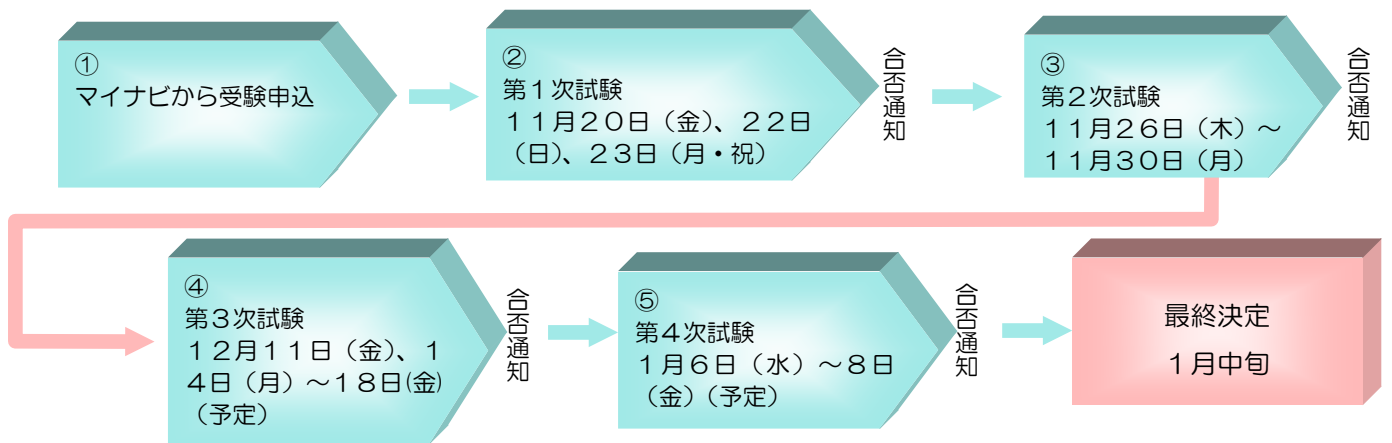 ①
マイナビから受験申込
②
第１次試験
１１月２０日（金）、２２日
（日）、２３日（月・祝）
合否通知
③
第２次試験
１１月２６日（木）～
１１月３０日（月）
合否通知
④
第３次試験
１２月１１日（金）、１
４日（月）～１８日(金)
（予定）
合否通知
⑤
第４次試験
１月６日（水）～８日
（金）（予定）
合否通知
最終決定
１月中旬